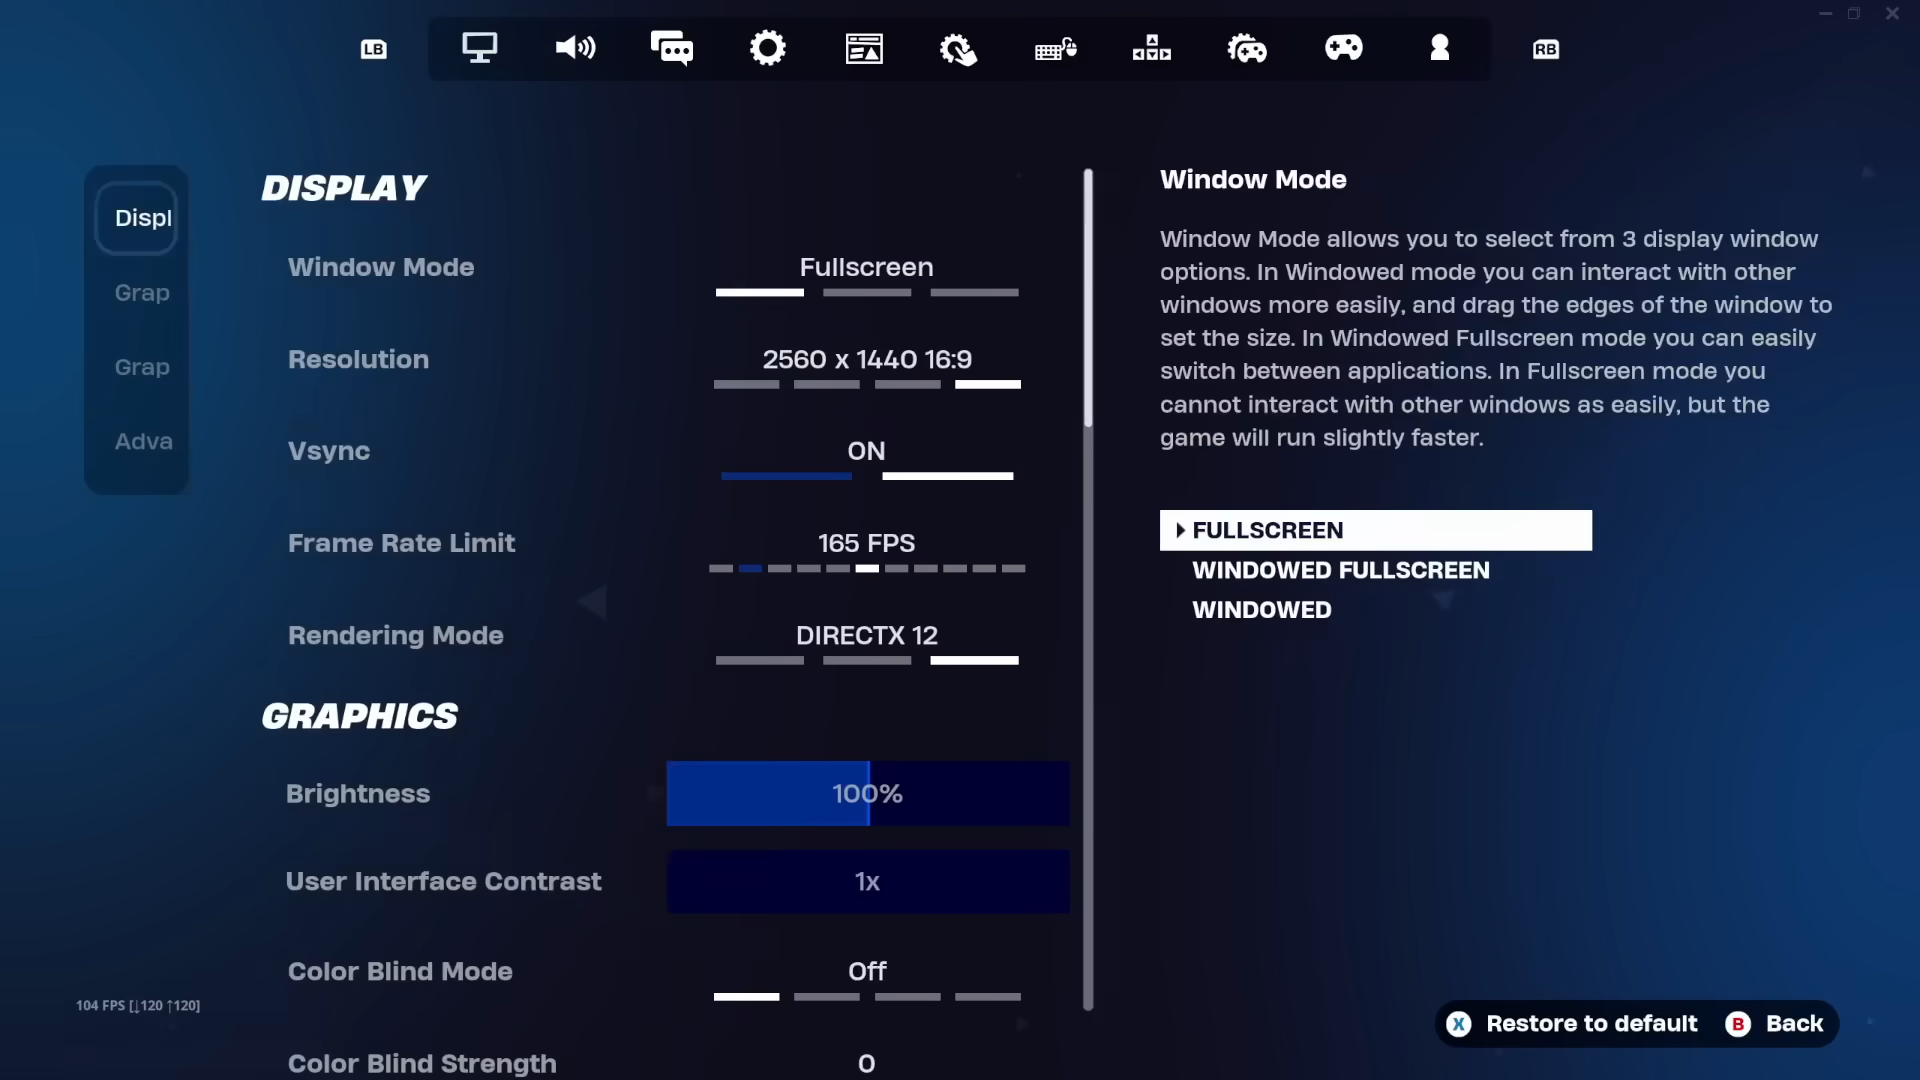 LB
RB
Displ
Grap
Grap
Adva
DISPLAY
Window Mode
Fullscreen
Resolution
2560 x 1440 16:9
Vsync
ON
Frame Rate Limit
165 FPS
Rendering Mode
DIRECTX 12
GRAPHICS
Brightness
100%
User Interface Contrast
1x
Color Blind Mode
Off
Color Blind Strength
0
104 FPS [↓120 ↑120]
Window Mode
Window Mode allows you to select from 3 display window
options. In Windowed mode you can interact with other
windows more easily, and drag the edges of the window to
set the size. In Windowed Fullscreen mode you can easily
switch between applications. In Fullscreen mode you
cannot interact with other windows as easily, but the
game will run slightly faster.
FULLSCREEN
WINDOWED FULLSCREEN
WINDOWED
X Restore to default B Back